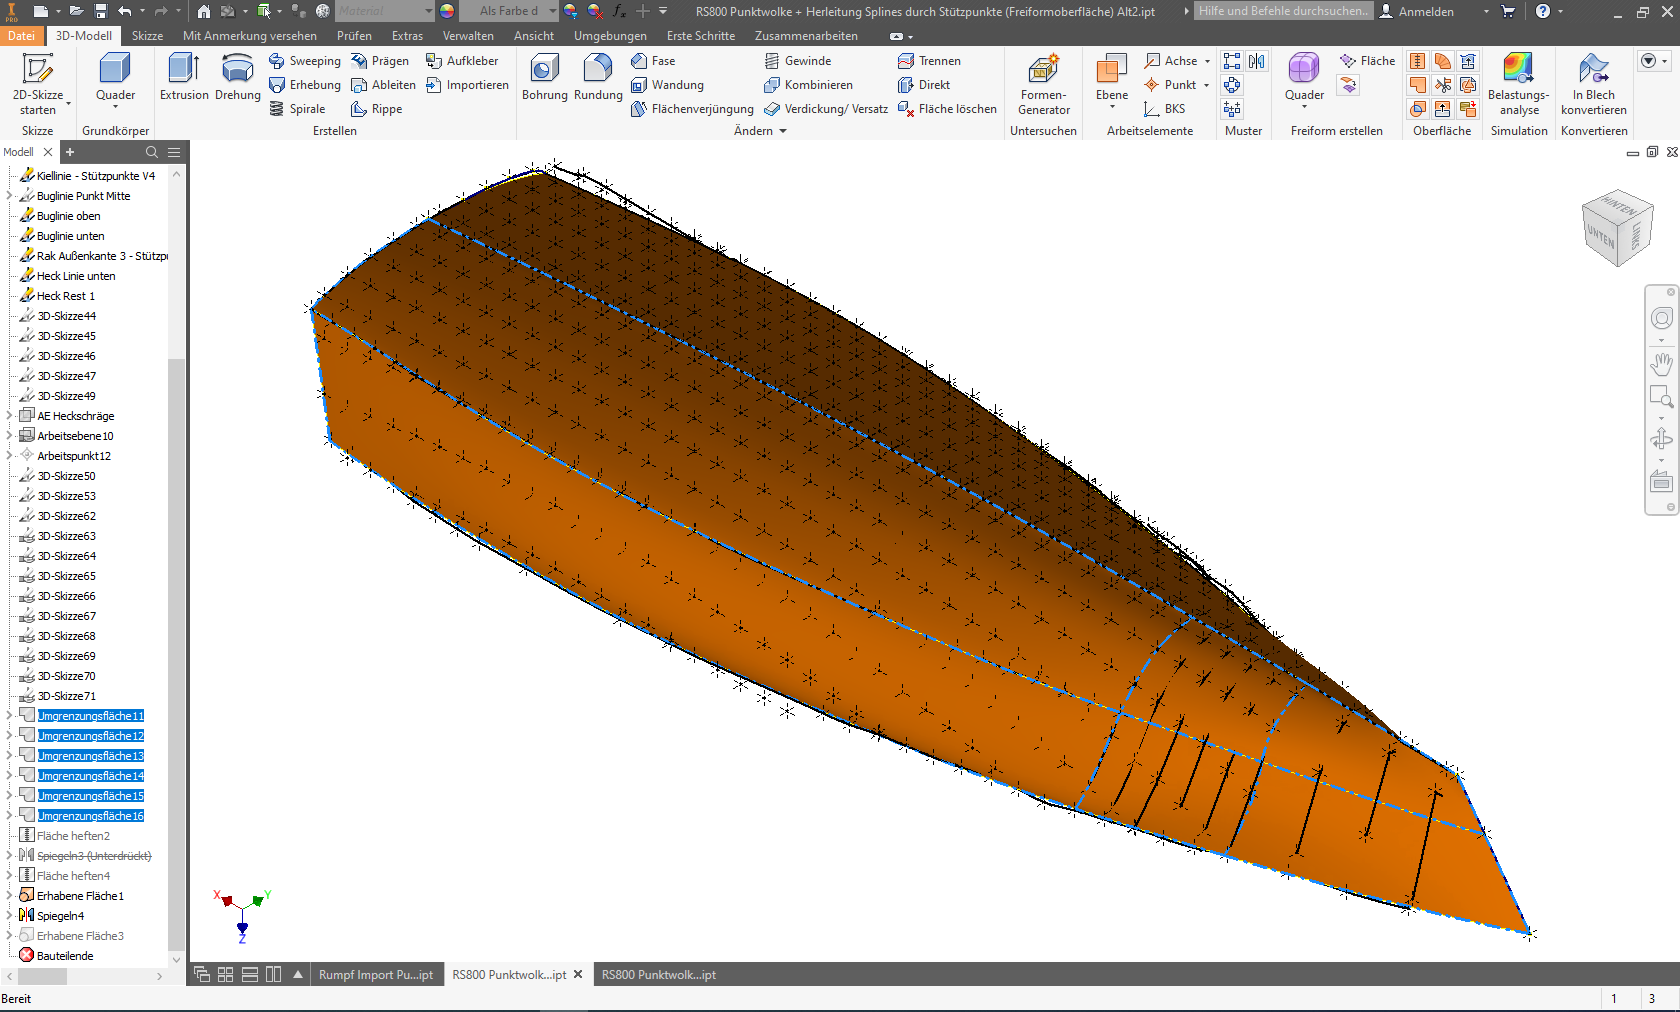 I PRO
Material
Als Farbe d
fx
RS800 Punktwolke + Herleitung Splines durch Stützpunkte (Freiformoberfläche) Alt2.ipt
Hilfe und Befehle durchsuchen..
Anmelden
Datei
3D-Modell
Skizze
Mit Anmerkung versehen
Prüfen
Extras
Verwalten
Ansicht
Umgebungen
Erste Schritte
Zusammenarbeiten
2D-Skizze starten
Skizze
Quader
Grundkörper
Extrusion
Drehung
Sweeping
Erhebung
Spirale
Prägen
Ableiten
Rippe
Aufkleber
Importieren
Erstellen
Bohrung
Rundung
Fase
Wandung
Flächenverjüngung
Gewinde
Kombinieren
Verdickung/ Versatz
Trennen
Direkt
Fläche löschen
Ändern
Formen-
Generator
Untersuchen
Ebene
Achse
Punkt
BKS
Arbeitselemente
Muster
Quader
Fläche
Freiform erstellen
Oberfläche
Belastungs-
analyse
Simulation
In Blech
konvertieren
Konvertieren
Modell
Kiellinie - Stützpunkte V4
Buglinie Punkt Mitte
Buglinie oben
Buglinie unten
Rak Außenkante 3 - Stützp
Heck Linie unten
Heck Rest 1
3D-Skizze44
3D-Skizze45
3D-Skizze46
3D-Skizze47
3D-Skizze49
AE Heckschräge
Arbeitsebene10
Arbeitspunkt12
3D-Skizze50
3D-Skizze53
3D-Skizze62
3D-Skizze63
3D-Skizze64
3D-Skizze65
3D-Skizze66
3D-Skizze67
3D-Skizze68
3D-Skizze69
3D-Skizze70
3D-Skizze71
Umgrenzungsfläche11
Umgrenzungsfläche12
Umgrenzungsfläche13
Umgrenzungsfläche14
Umgrenzungsfläche15
Umgrenzungsfläche16
Fläche heften2
Spiegeln3 (Unterdrückt)
Fläche heften4
Erhabene Fläche1
Spiegeln4
Erhabene Fläche3
Bauteilende
HINTEN
UNTEN
LINKS
X
Y
Z
Rumpf Import Pu...ipt
RS800 Punktwolk...ipt
RS800 Punktwolk...ipt
Bereit
1
3